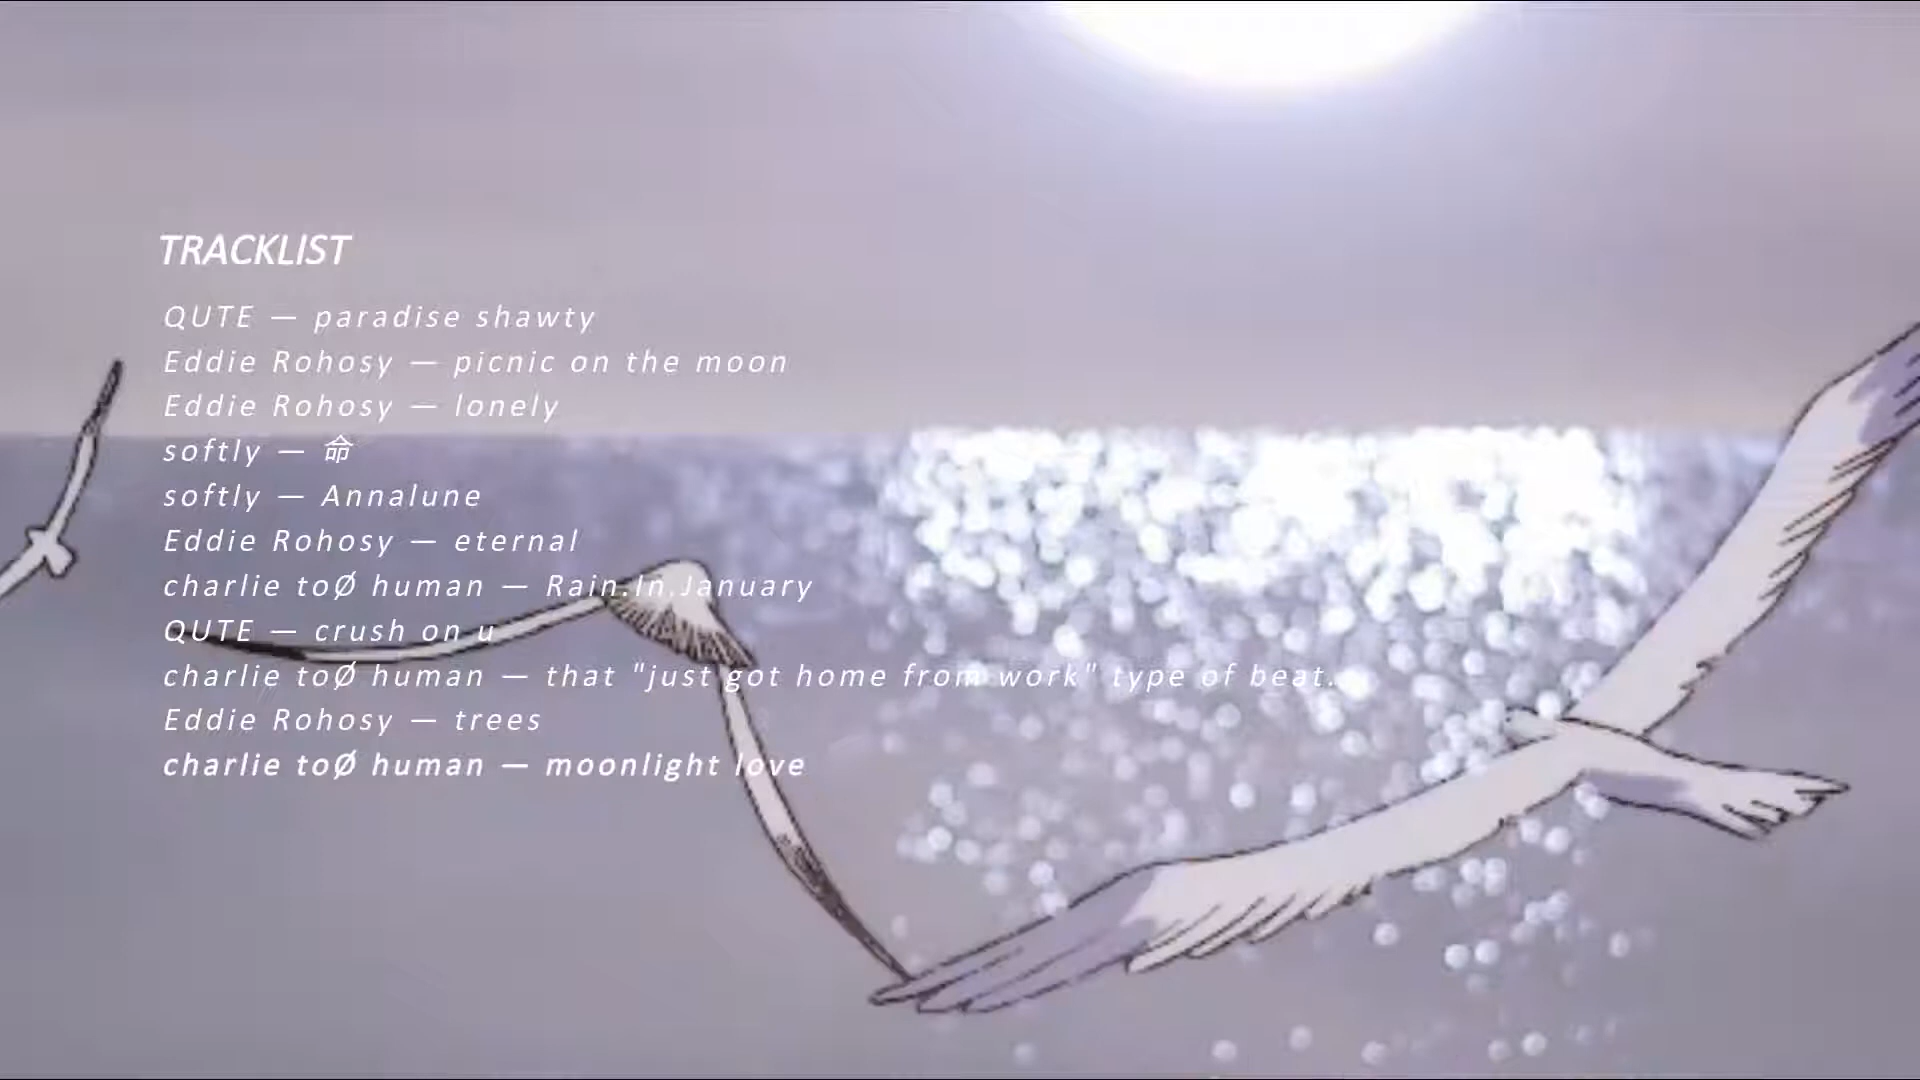 TRACKLIST
QUTE — paradise shawty
Eddie Rohosy — picnic on the moon
Eddie Rohosy — lonely
softly — 命
softly — Annalune
Eddie Rohosy — eternal
charlie toØ human — Rain.In.January
QUTE — crush on u
charlie toØ human — that "just got home from work" type of beat.
Eddie Rohosy — trees
charlie toØ human — moonlight love